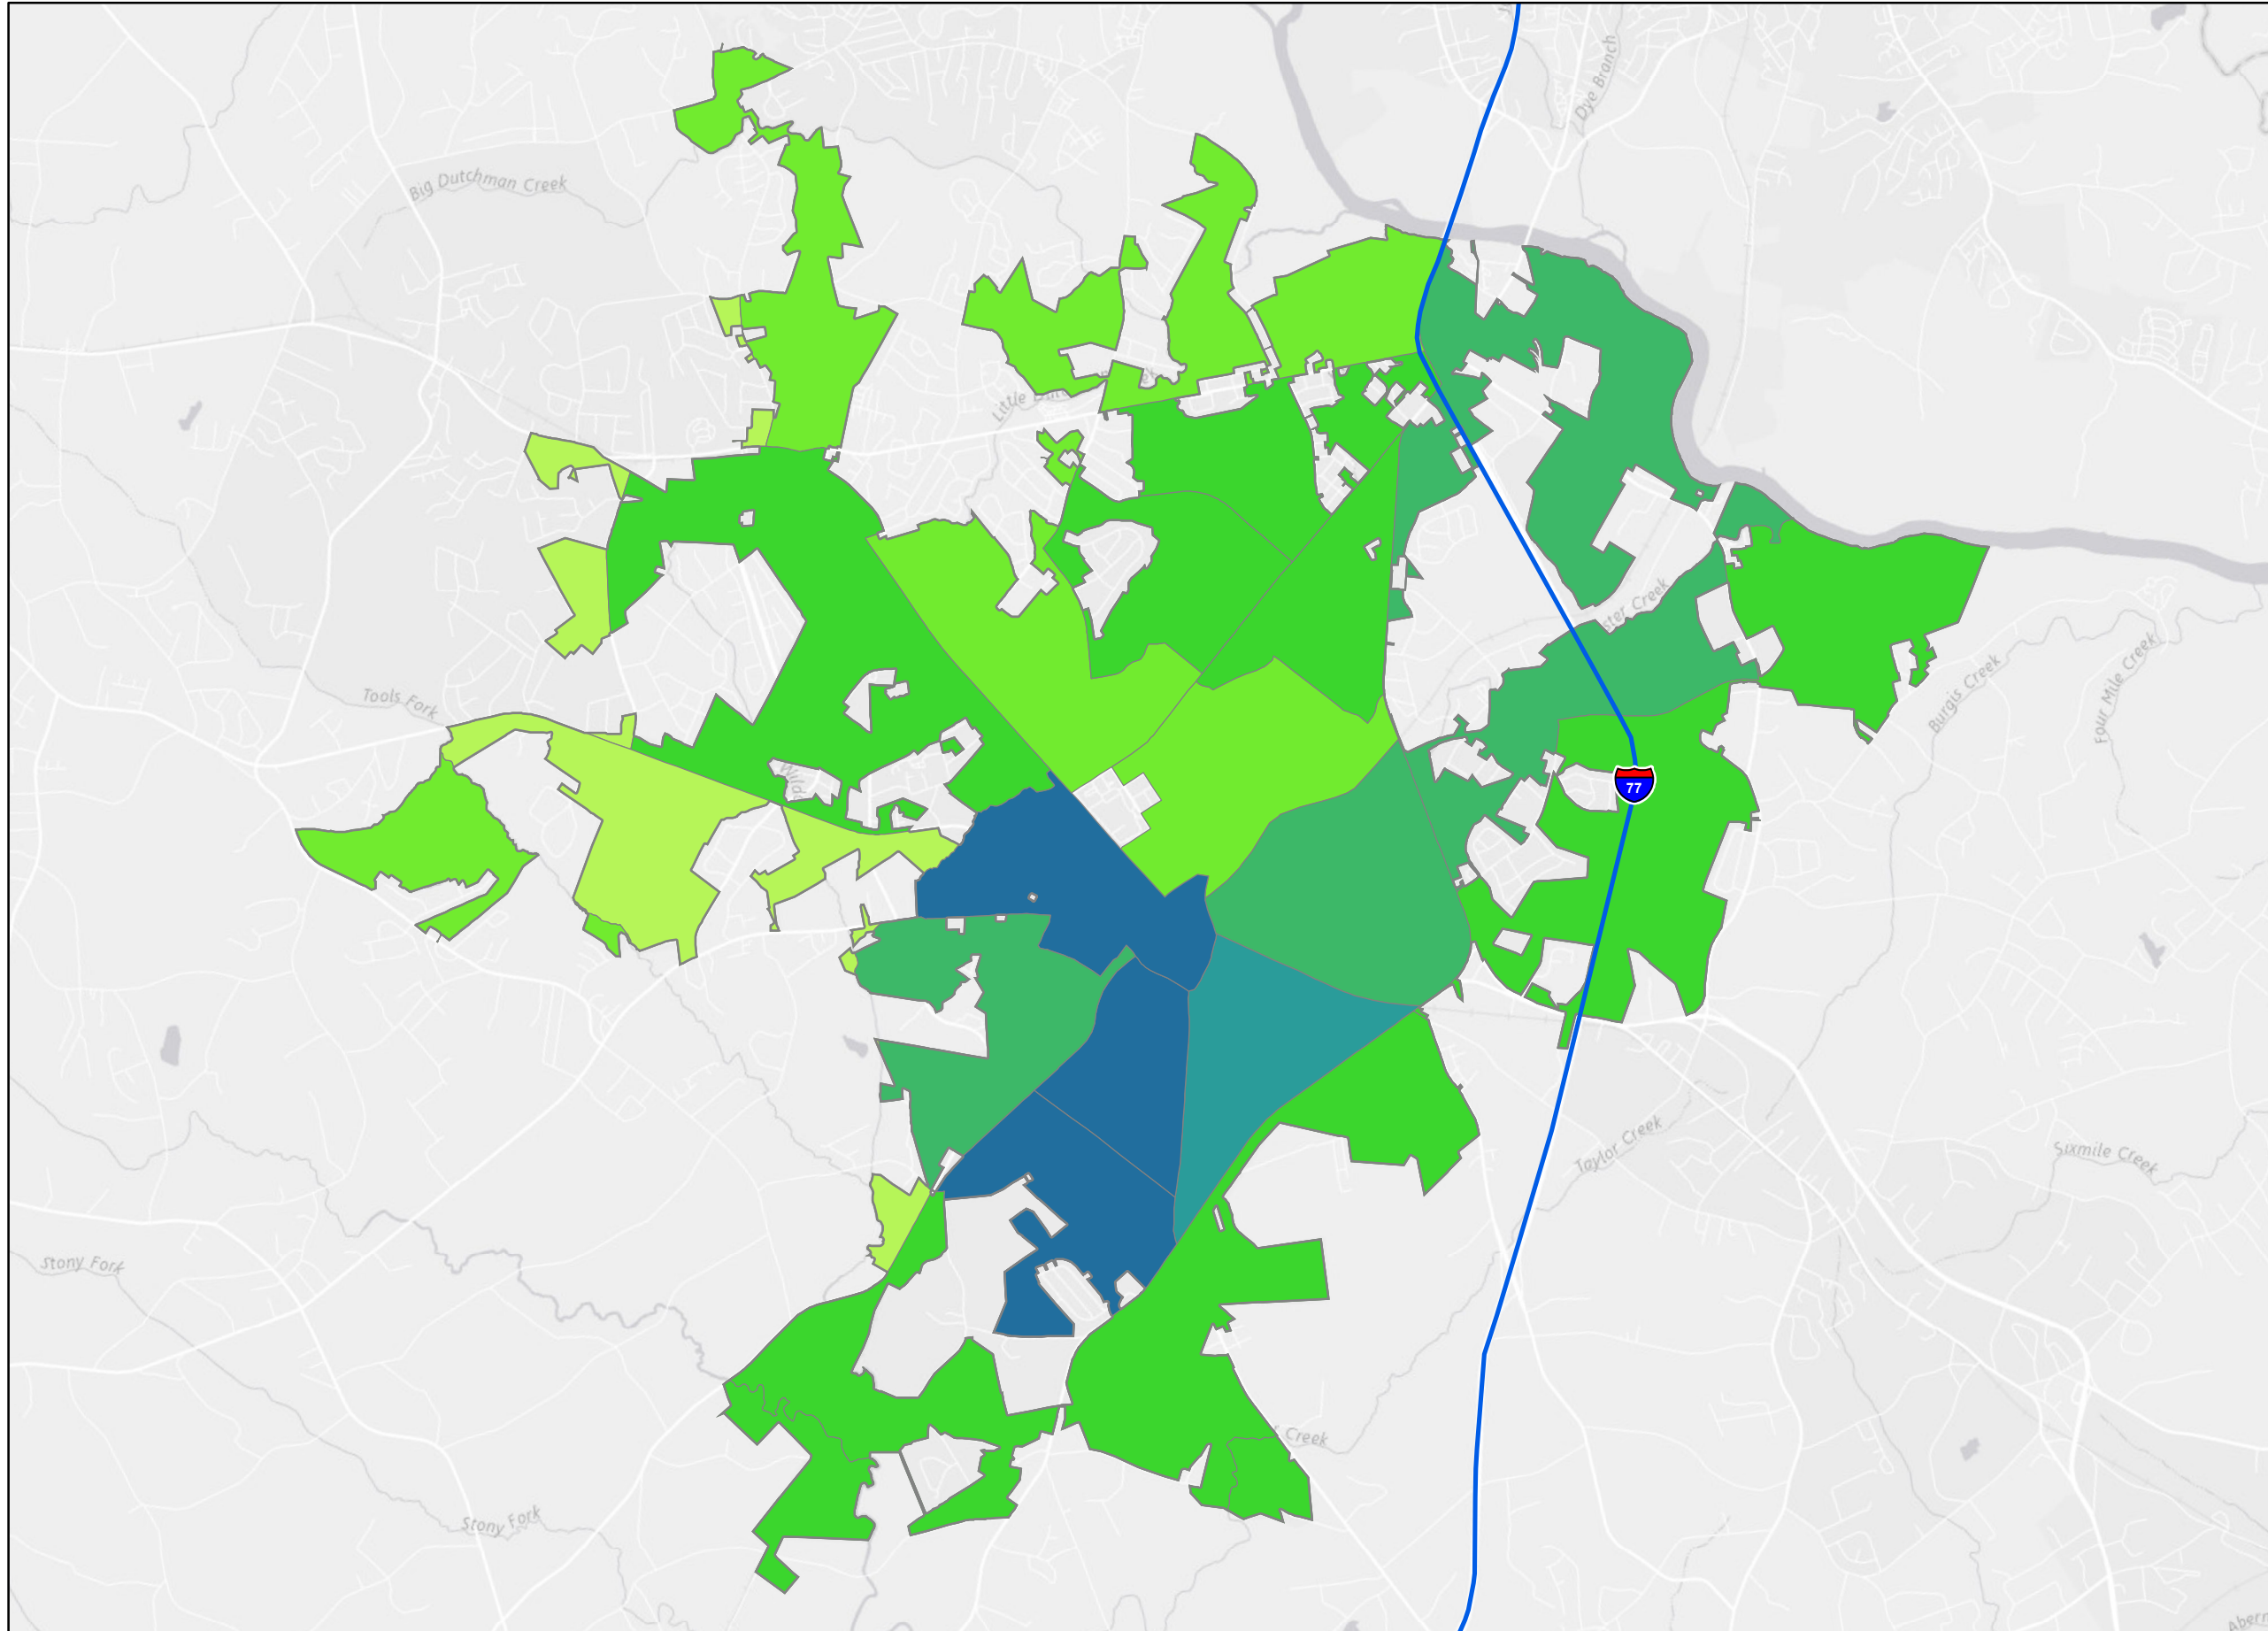 Dye Branch
Big Dutchman Creek
Little
Tools Fork
Burgis Creek
Four Mile Creek
77
Taylor Creek
Sixmile Creek
Stony Fork
Creek
Stony Fork